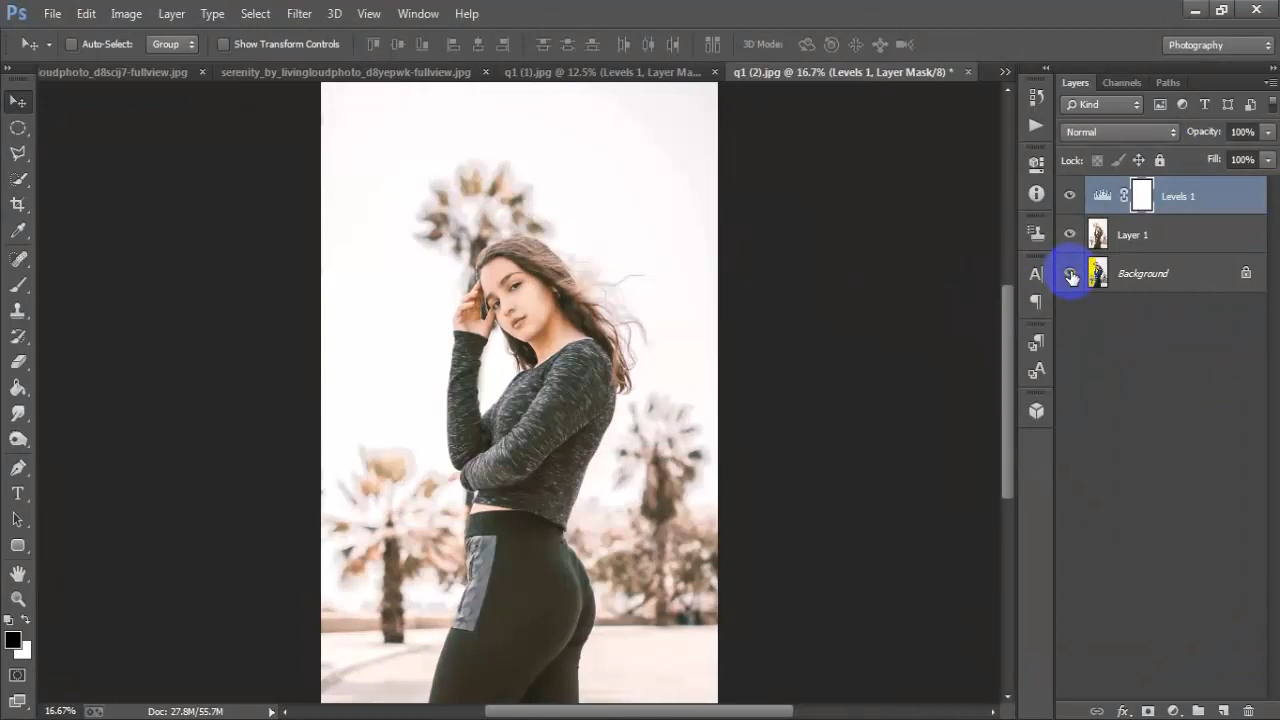 Ps File Edit Image Layer Type Select Filter 3D View Window Help
Auto-Select: Group Show Transform Controls 3D Mode: Photography
oudphoto_d8scij7-fullview.jpg × serenity_by_livingloudphoto_d8yepwk-fullview.jpg × q1 (1).jpg @ 12.5% (Levels 1, Layer Ma... × q1 (2).jpg @ 16.7% (Levels 1, Layer Mask/8) * ×
Layers Channels Paths
Kind
Normal Opacity: 100%
Lock: Fill: 100%
Levels 1
Layer 1
Background
16.67% Doc: 27.8M/55.7M